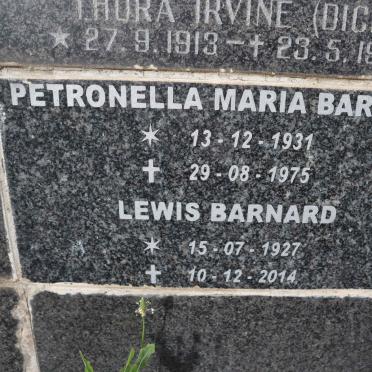 THORA IRVINE (DIC
* 27.9.1913 - + 23.5.19
PETRONELLA MARIA BAR
* 13-12-1931
✝ 29-08-1975
LEWIS BARNARD
* 15-07-1927
✝ 10-12-2014